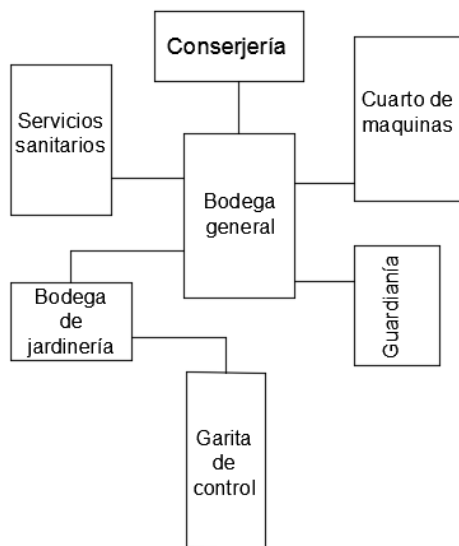 Conserjería
Servicios
sanitarios
Cuarto de
maquinas
Bodega
general
Bodega
de
jardinería
Guardianía
Garita
de
control